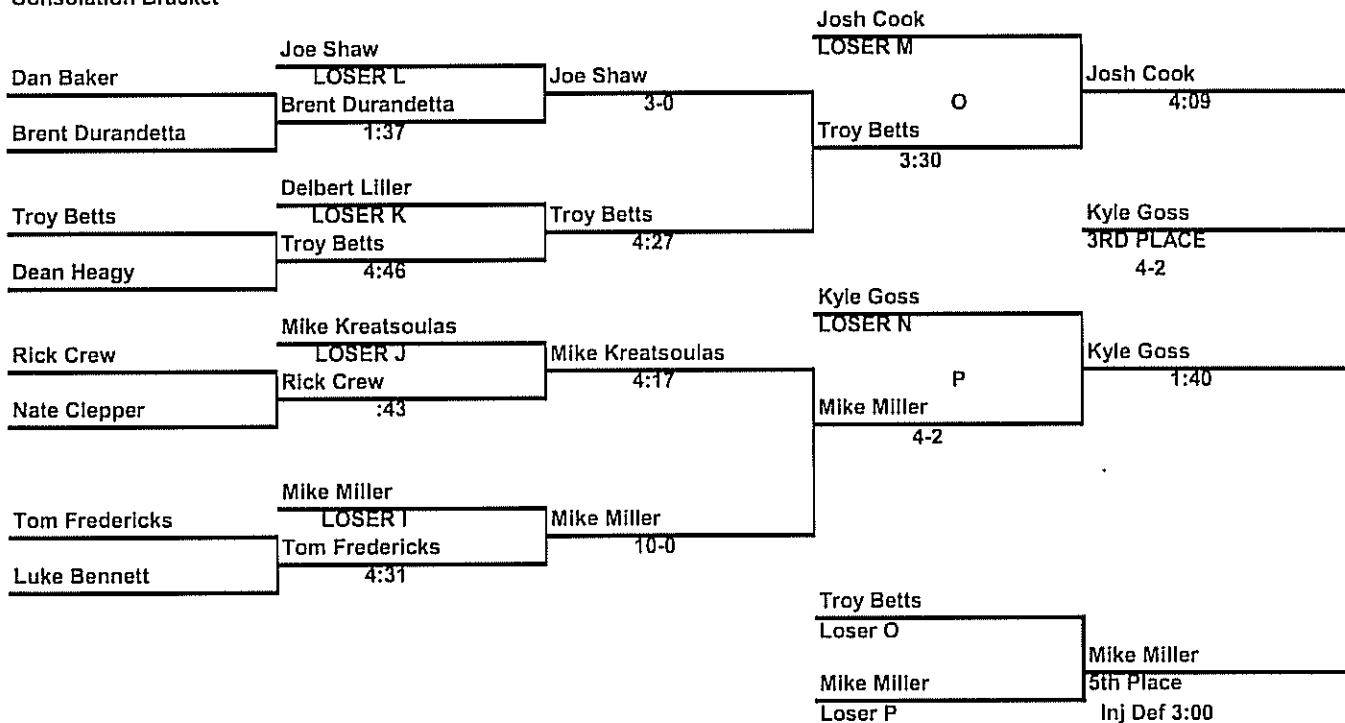 Consolation Bracket
Dan Baker
Brent Durandetta
Troy Betts
Dean Heagy
Rick Crew
Nate Clepper
Tom Fredericks
Luke Bennett
Joe Shaw
LOSER L
Brent Durandetta
1:37
Delbert Liller
LOSER K
Troy Betts
4:46
Mike Kreatsoulas
LOSER J
Rick Crew
:43
Mike Miller
LOSER I
Tom Fredericks
4:31
Joe Shaw
3-0
Troy Betts
4:27
Mike Kreatsoulas
4:17
Mike Miller
10-0
Josh Cook
LOSER M
O
Troy Betts
3:30
Kyle Goss
LOSER N
P
Mike Miller
4-2
Troy Betts
Loser O
Mike Miller
Loser P
Josh Cook
4:09
Kyle Goss
3RD PLACE
4-2
Kyle Goss
1:40
Mike Miller
5th Place
Inj Def 3:00